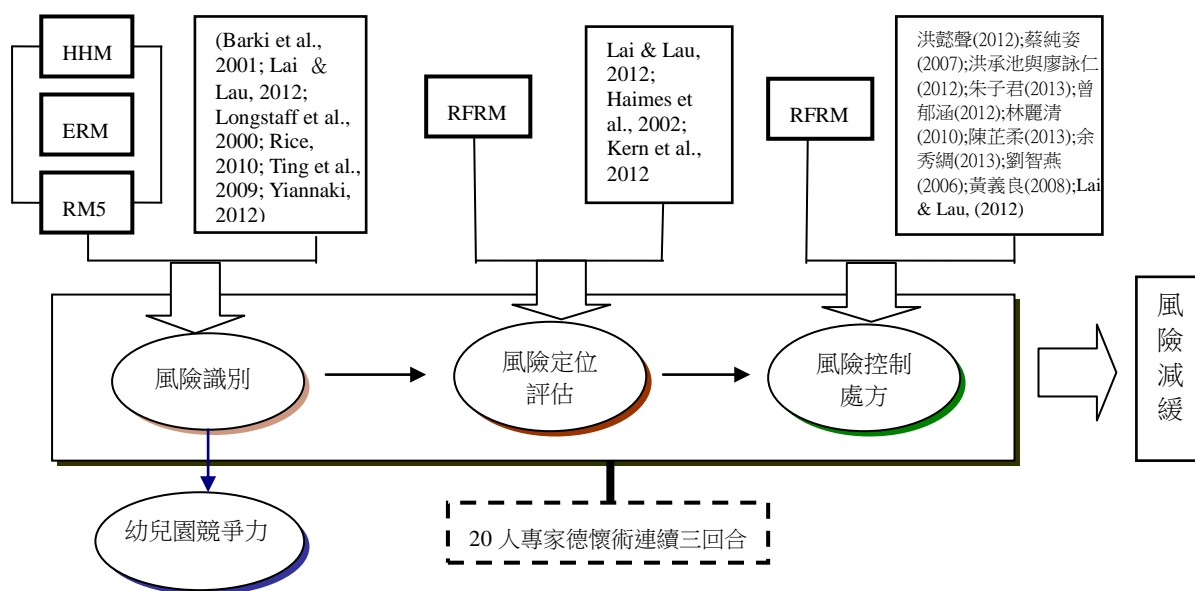 HHM
ERM
RM5
(Barki et al.,
2001; Lai &
Lau, 2012;
Longstaff et al.,
2000; Rice,
2010; Ting et al.,
2009; Yiannaki,
2012)
RFRM
Lai & Lau,
2012;
Haimes et
al., 2002;
Kern et al.,
2012
RFRM
洪懿聲(2012);蔡純姿
(2007);洪承池與廖詠仁
(2012);朱子君(2013);曾
郁涵(2012);林麗清
(2010);陳芷柔(2013);余
秀綢(2013);劉智燕
(2006);黃義良(2008);Lai
& Lau, (2012)
風險識別
風險定位
評估
風險控制
處方
風
險
減
緩
幼兒園競爭力
20 人專家德懷術連續三回合